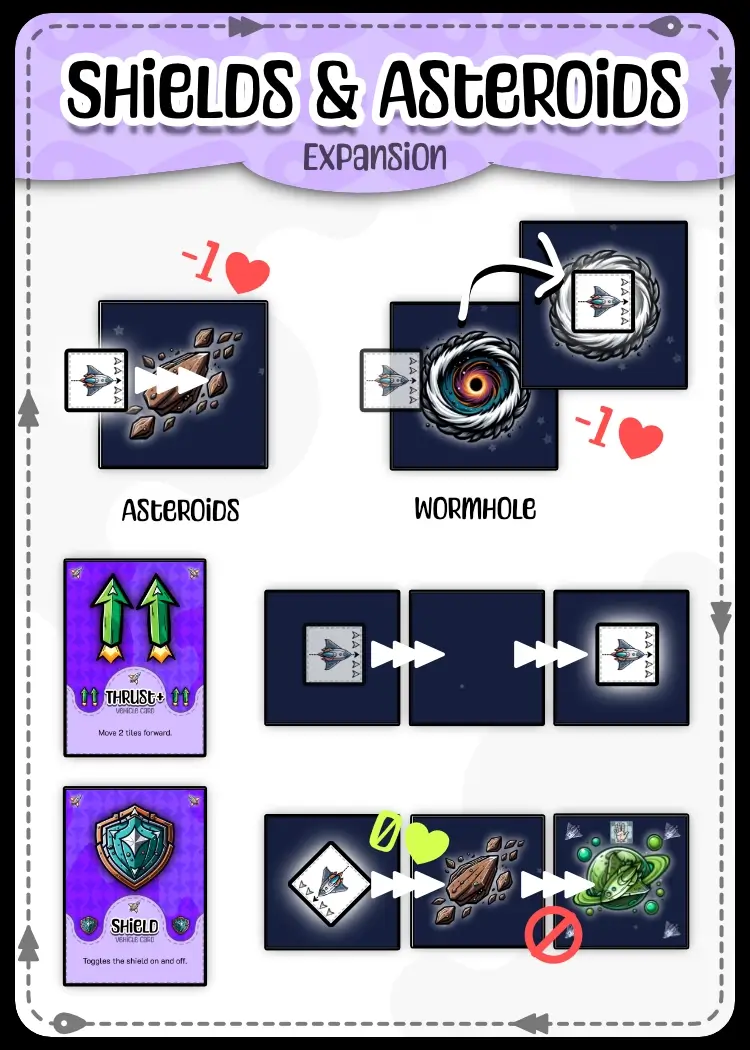 Shields & Asteroids
Expansion
-1
-1
Asteroids
Wormhole
Thrust+
Vehicle Card
Move 2 tiles forward.
0
Shield
Vehicle Card
Toggles the shield on and off.